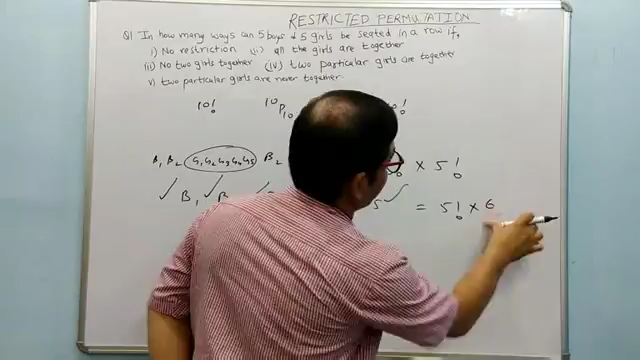 RESTRICTED PERMUTATION
Q1 In how many ways can 5 boys & 5 girls be seated in a row if,
i) No restriction (ii) all the girls are together
iii) No two girls together (iv) two particular girls are together
v) two particular girls are never together.
10! 10P10 !
B1 B2 G1 G2 G3 G4 G5 B2 × 5!
✓ B1 ✓ B ✓ 5 ✓ = 5! × 6